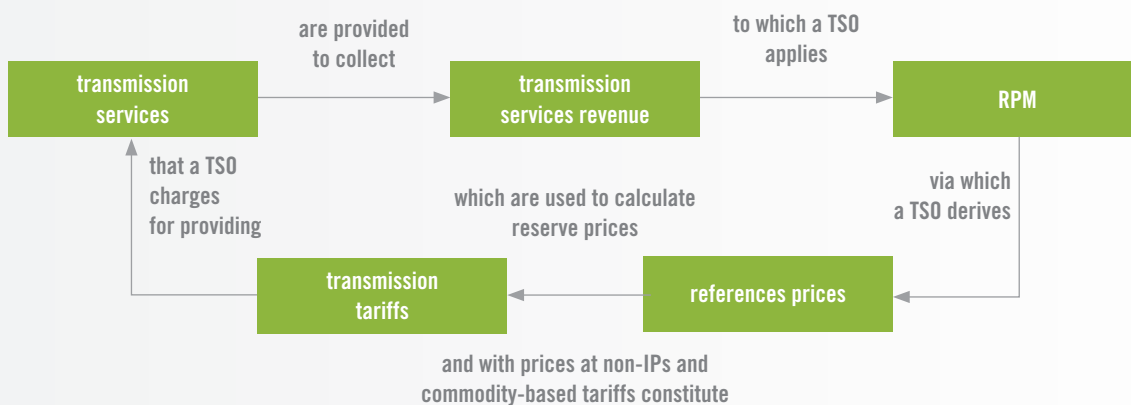 are provided
to collect
to which a TSO
applies
transmission
services
transmission
services revenue
RPM
that a TSO
charges
for providing
which are used to calculate
reserve prices
via which
a TSO derives
transmission
tariffs
references prices
and with prices at non-IPs and
commodity-based tariffs constitute